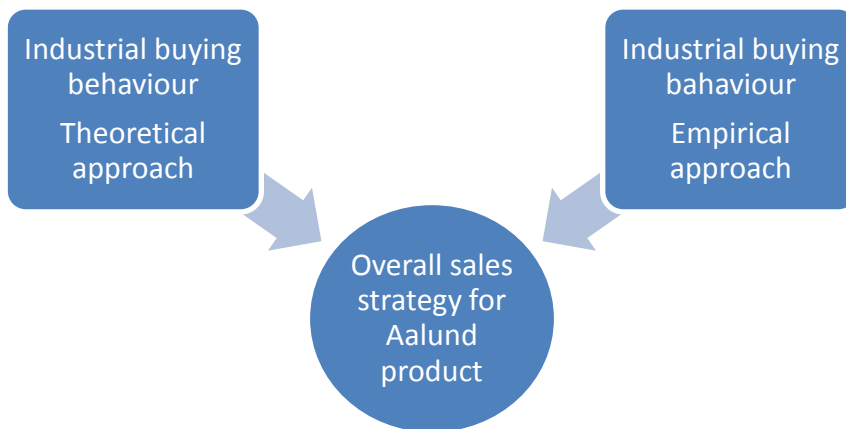 Industrial buying
behaviour
Theoretical
approach
Industrial buying
bahaviour
Empirical
approach
Overall sales
strategy for
Aalund
product